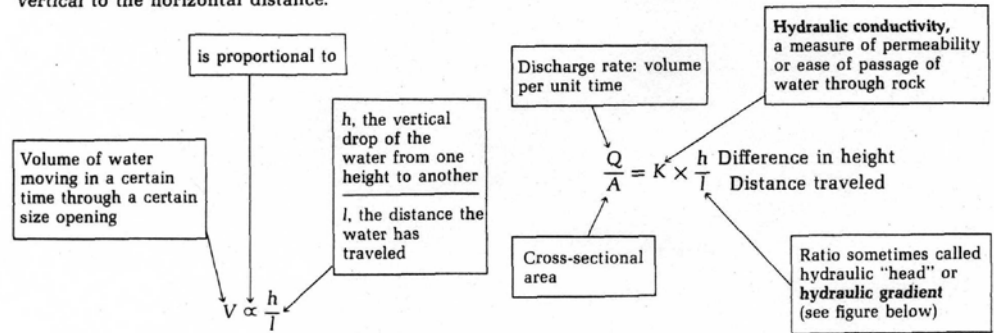 vertical to the horizontal distance.
is proportional to
Volume of water
moving in a certain
time through a certain
size opening
h, the vertical
drop of the
water from one
height to another
l, the distance the
water has
traveled
V ∝ h/l
Discharge rate: volume
per unit time
Hydraulic conductivity,
a measure of permeability
or ease of passage of
water through rock
Q/A = K × h/l
Difference in height
Distance traveled
Cross-sectional
area
Ratio sometimes called
hydraulic "head" or
hydraulic gradient
(see figure below)